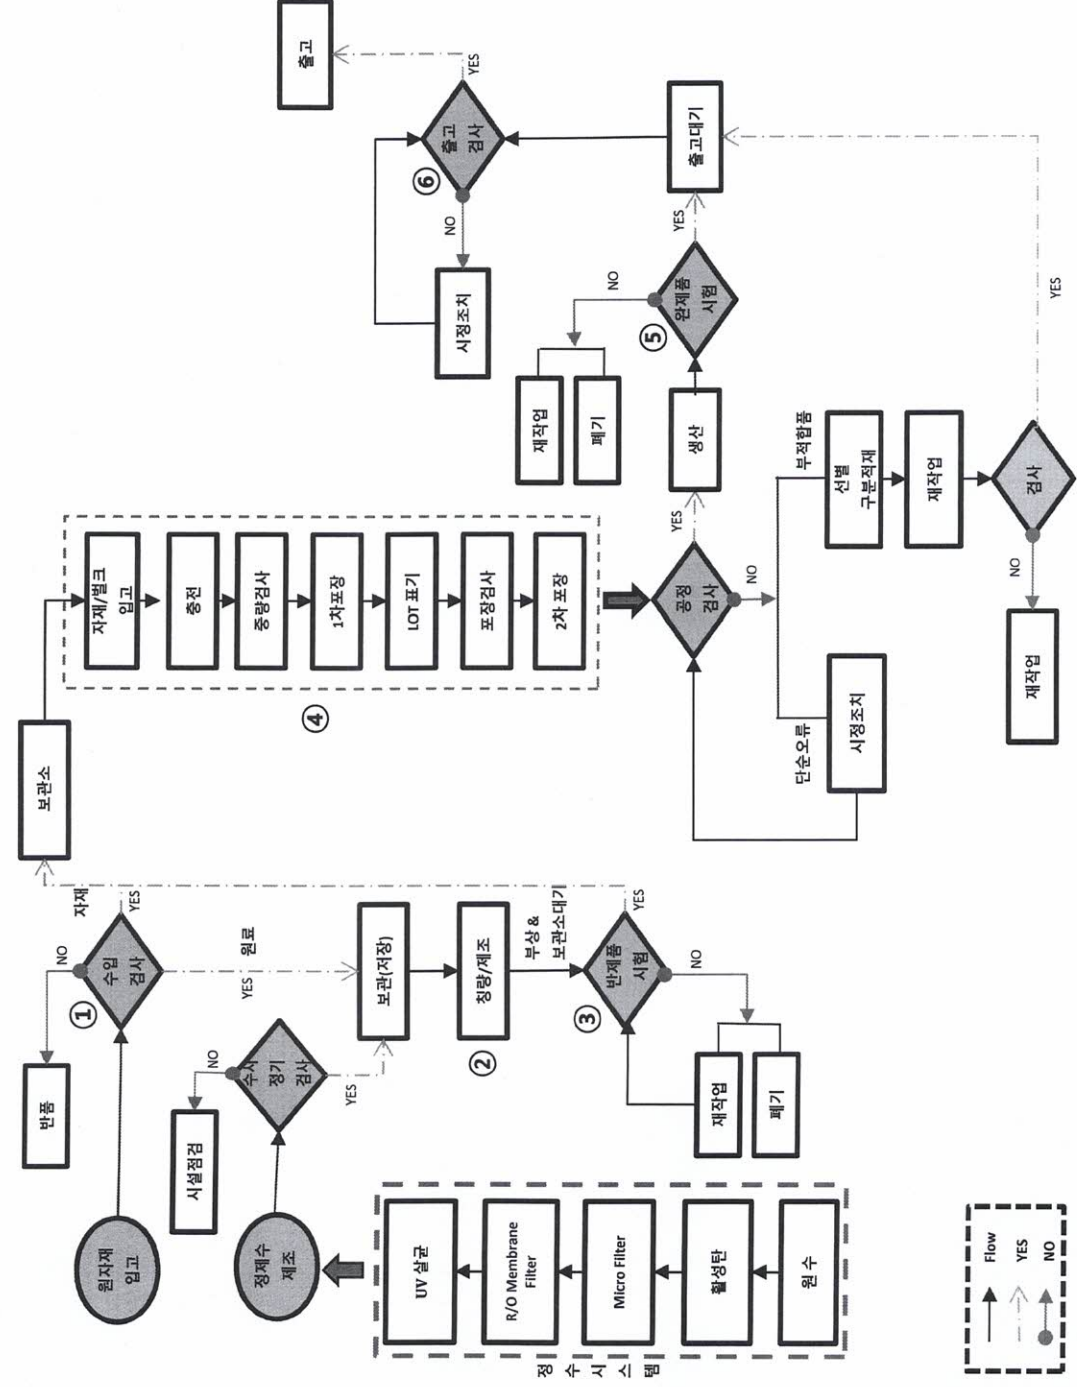 원자재
입고
반품
NO
①
수입
검사
YES
자재
YES
원료
정제수
제조
시설점검
NO
수시
정기
검사
YES
보관(저장)
②
칭량/제조
부상 &
보관소대기
③
반제품
시험
YES
NO
재작업
폐기
정수시스템
UV 살균
R/O Membrane
Filter
Micro Filter
활성탄
원 수
보관소
④
자재/벌크
입고
충전
중량검사
1차포장
LOT 표기
포장검사
2차 포장
공정
검사
YES
NO
단순오류
시정조치
부적합품
선별
구분적재
재작업
검사
NO
재작업
YES
생산
⑤
완제품
시험
NO
재작업
폐기
YES
출고대기
⑥
출고
검사
NO
시정조치
YES
출고
Flow
YES
NO